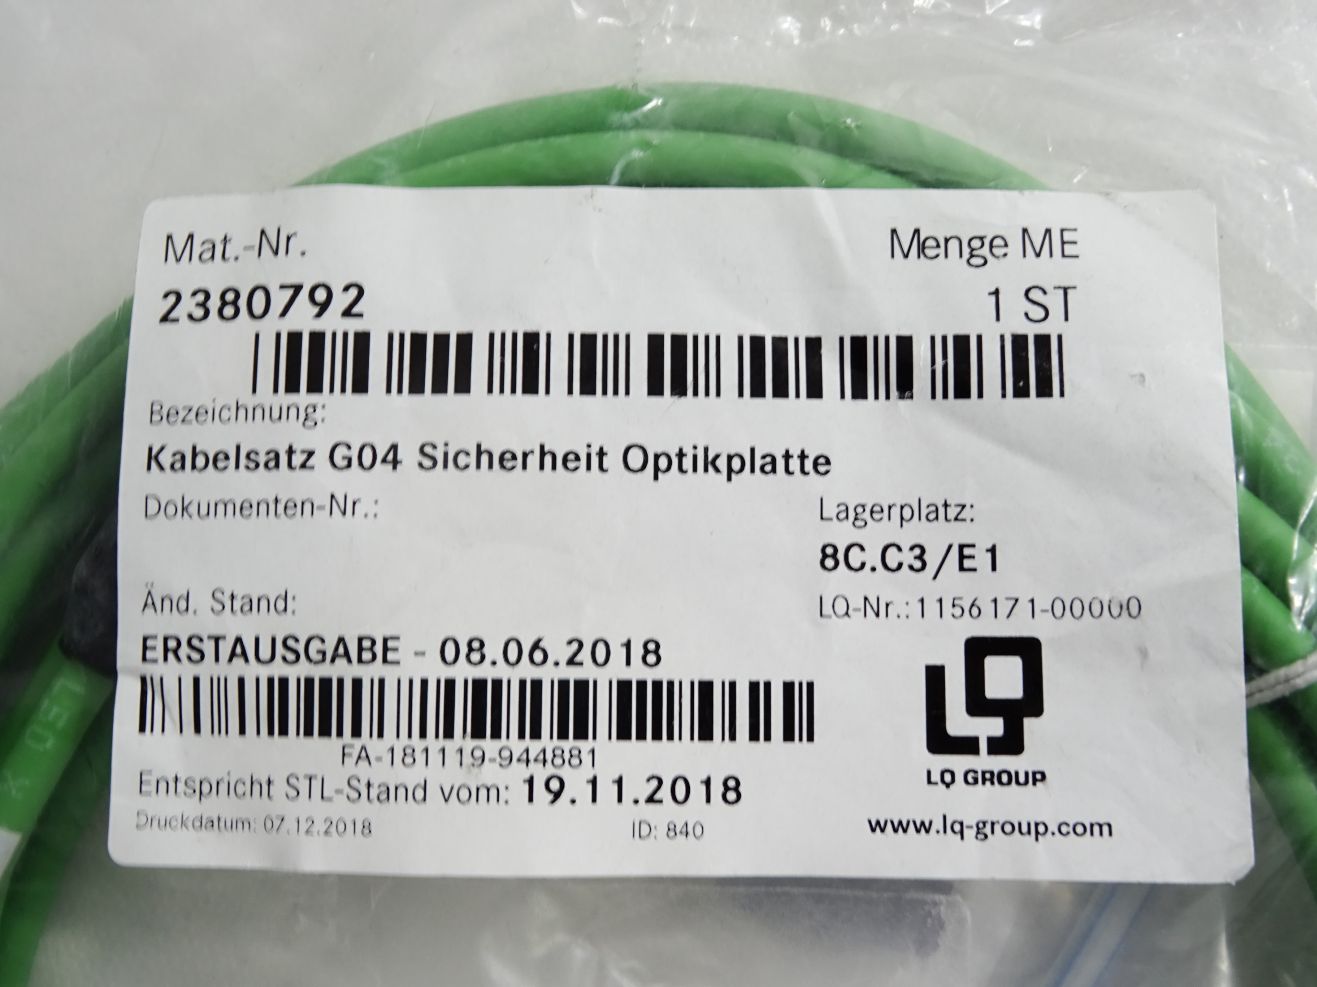 Mat.-Nr.
Menge ME
2380792
1 ST
Bezeichnung:
Kabelsatz G04 Sicherheit Optikplatte
Dokumenten-Nr.:
Lagerplatz:
8C.C3/E1
Änd. Stand:
LQ-Nr.:1156171-00000
ERSTAUSGABE - 08.06.2018
LQ
LQ GROUP
FA-181119-944881
Entspricht STL-Stand vom: 19.11.2018
Druckdatum: 07.12.2018
ID: 840
www.lq-group.com